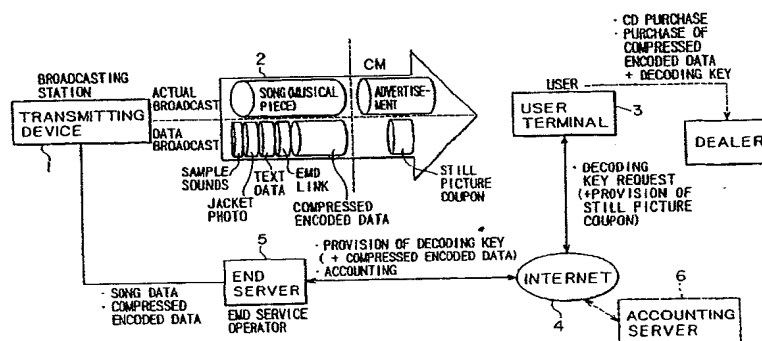 BROADCASTING
STATION
TRANSMITTING
DEVICE
1
ACTUAL
BROADCAST
DATA
BROADCAST
2
CM
SONG(MUSICAL
PIECE)
ADVERTISE-
MENT
SAMPLE
SOUNDS
JACKET
PHOTO
TEXT
DATA
EMD
LINK
COMPRESSED
ENCODED DATA
STILL
PICTURE
COUPON
· CD PURCHASE
· PURCHASE OF
COMPRESSED
ENCODED DATA
+ DECODING KEY
USER
USER
TERMINAL
3
DEALER
· DECODING
KEY REQUEST
(+PROVISION OF
STILL PICTURE
COUPON)
5
END
SERVER
EMD SERVICE
OPERATOR
· SONG DATA
· COMPRESSED
ENCODED DATA
· PROVISION OF DECODING KEY
( + COMPRESSED ENCODED DATA)
· ACCOUNTING
INTERNET
4
6
ACCOUNTING
SERVER